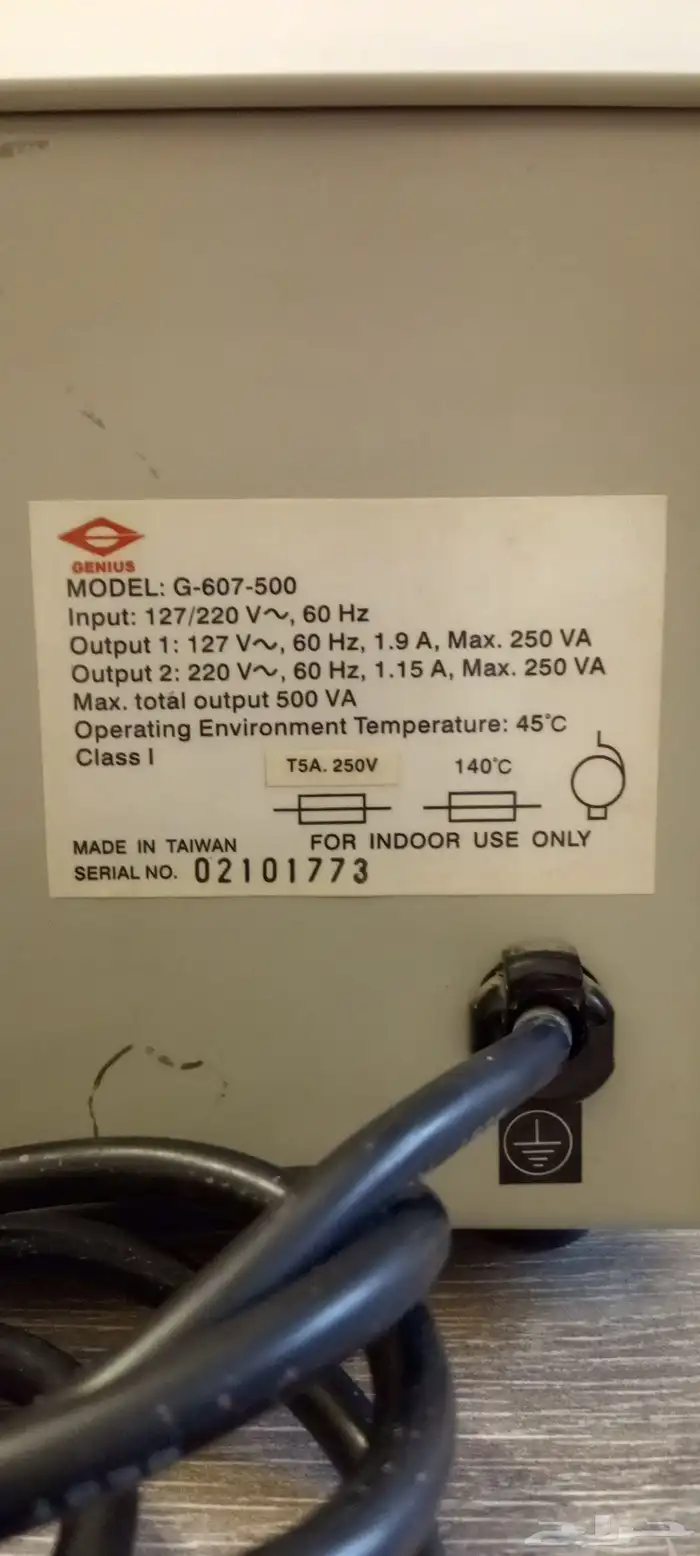 GENIUS
MODEL: G-607-500
Input: 127/220 V～, 60 Hz
Output 1: 127 V～, 60 Hz, 1.9 A, Max. 250 VA
Output 2: 220 V～, 60 Hz, 1.15 A, Max. 250 VA
Max. total output 500 VA
Operating Environment Temperature: 45°C
Class I
T5A. 250V
140°C
FOR INDOOR USE ONLY
MADE IN TAIWAN
SERIAL NO. 02101773
حراج